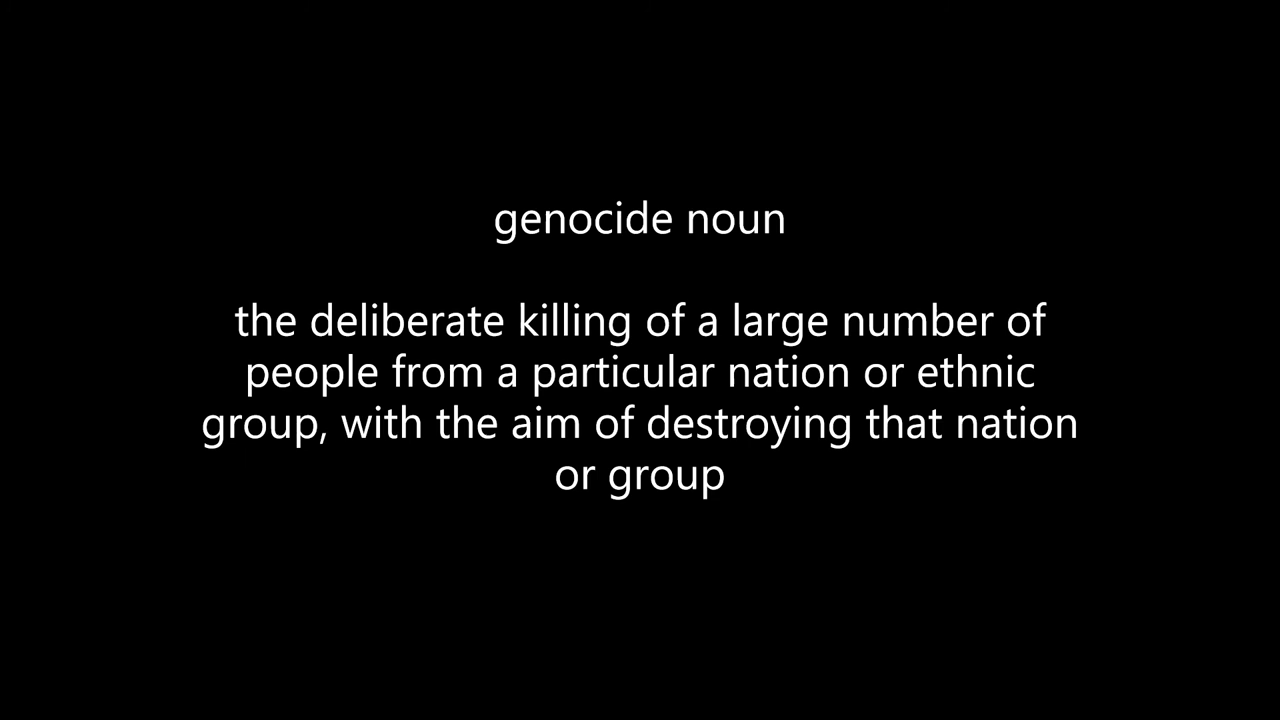 genocide noun
the deliberate killing of a large number of
people from a particular nation or ethnic
group, with the aim of destroying that nation
or group